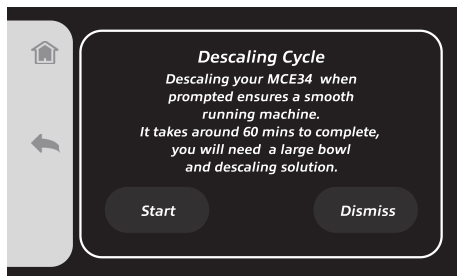 Descaling Cycle
Descaling your MCE34 when
prompted ensures a smooth
running machine.
It takes around 60 mins to complete,
you will need a large bowl
and descaling solution.
Start
Dismiss